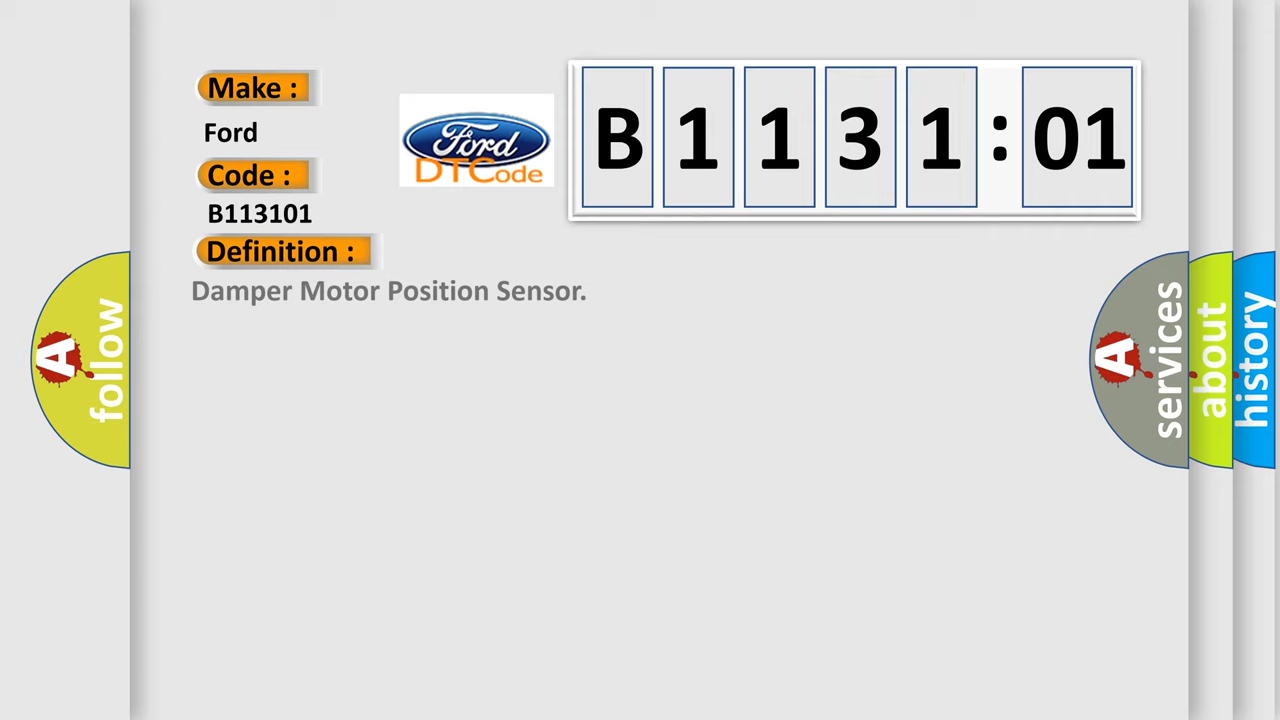 Make :
Ford
Code :
B113101
Definition :
Damper Motor Position Sensor.
Ford
DTCode
B 1 1 3 1 : 01
A follow
A services
about
history